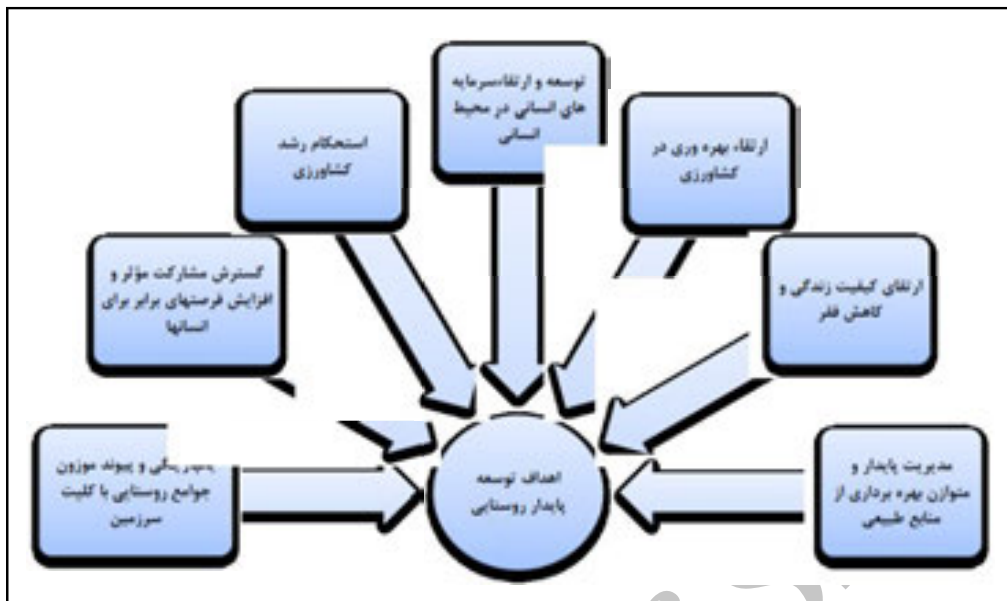 توسعه و ارتقاءسرمایه
های انسانی در محیط
انسانی
ارتقاء بهره وری در
کشاورزی
استحکام رشد
کشاورزی
ارتقای کیفیت زندگی و
کاهش فقر
گسترش مشارکت مؤثر و
افزایش فرصتهای برابر برای
انسانها
مدیریت پایدار و
متوازن بهره برداری از
منابع طبیعی
و پیوند موزون
جوامع روستایی با کلیت
سرزمین
اهداف توسعه
پایدار روستایی